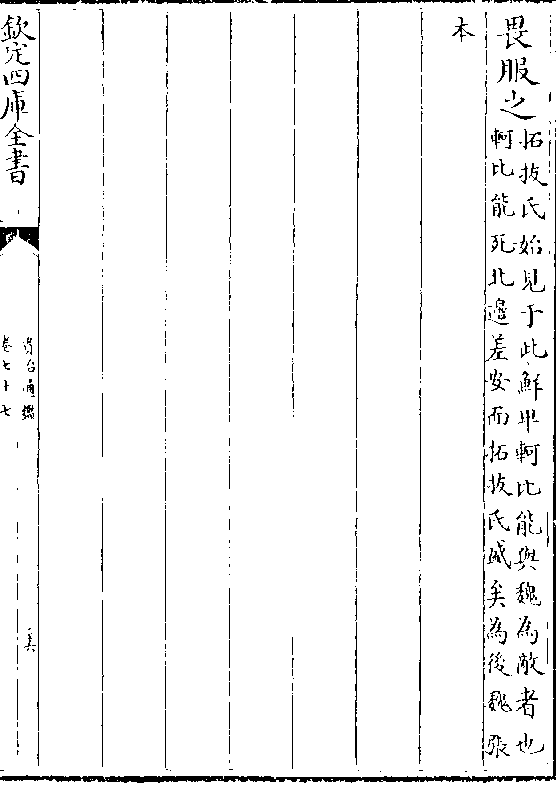 畏服之
拓拔氏始見于此鮮卑軻比能與魏為敵者也
軻比能死北邊差安而拓拔氏盛矣為後魏張
本
欽定四庫全書
資治通鑑
卷七十七